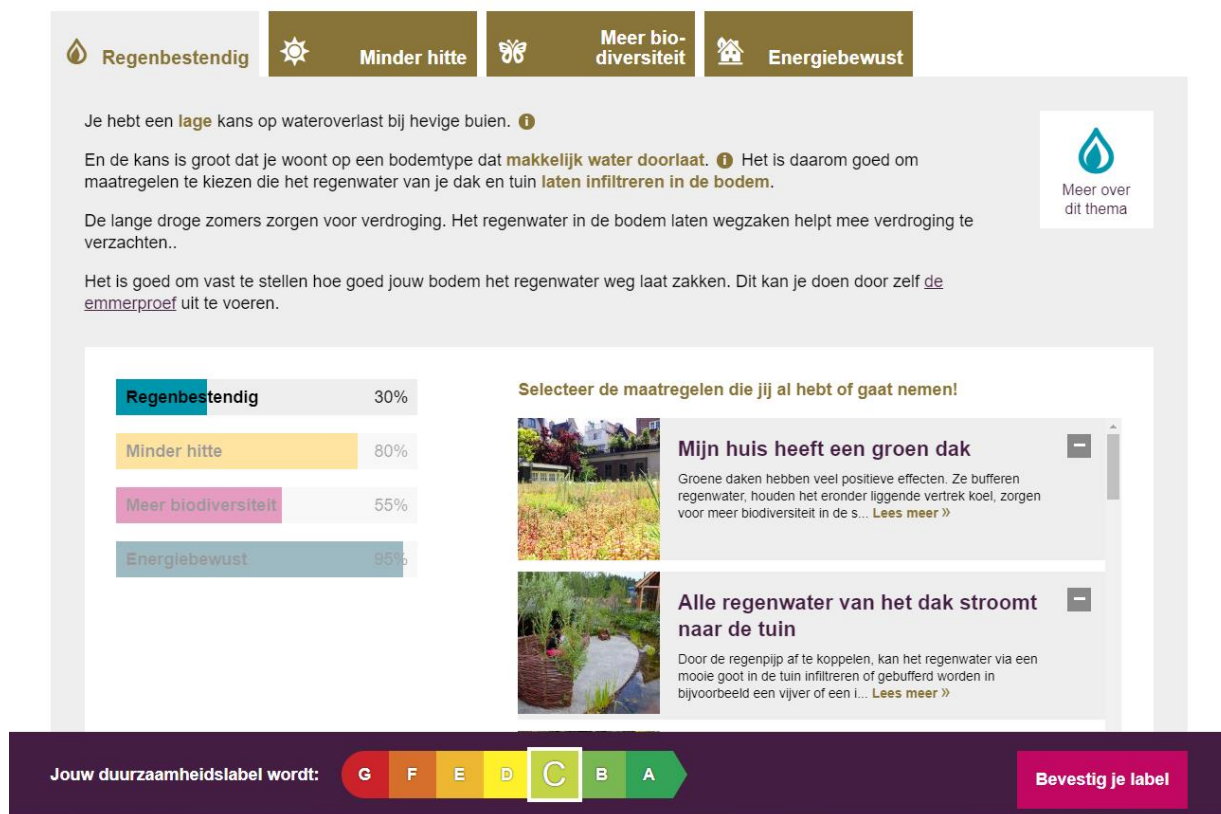 Regenbestendig
Minder hitte
Meer bio-
diversiteit
Energiebewust
Je hebt een lage kans op wateroverlast bij hevige buien.
En de kans is groot dat je woont op een bodemtype dat makkelijk water doorlaat. Het is daarom goed om
maatregelen te kiezen die het regenwater van je dak en tuin laten infiltreren in de bodem.
De lange droge zomers zorgen voor verdroging. Het regenwater in de bodem laten wegzaken helpt mee verdroging te
verzachten..
Het is goed om vast te stellen hoe goed jouw bodem het regenwater weg laat zakken. Dit kan je doen door zelf de
emmerproef uit te voeren.
Meer over
dit thema
Regenbestendig 30%
Minder hitte 80%
Meer biodiversiteit 55%
Energiebewust 95%
Selecteer de maatregelen die jij al hebt of gaat nemen!
Mijn huis heeft een groen dak
Groene daken hebben veel positieve effecten. Ze bufferen
regenwater, houden het eronder liggende vertrek koel, zorgen
voor meer biodiversiteit in de s... Lees meer »
Alle regenwater van het dak stroomt
naar de tuin
Door de regenpijp af te koppelen, kan het regenwater via een
mooie goot in de tuin infiltreren of gebufferd worden in
bijvoorbeeld een vijver of een i... Lees meer »
Jouw duurzaamheidslabel wordt: G F E D C B A
Bevestig je label